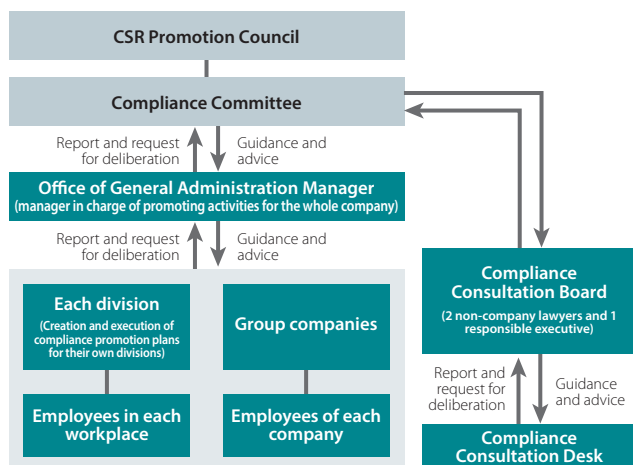 CSR Promotion Council
Compliance Committee
Report and request
for deliberation
Guidance and
advice
Office of General Administration Manager
(manager in charge of promoting activities for the whole company)
Report and request
for deliberation
Guidance and
advice
Each division
(Creation and execution of
compliance promotion plans
for their own divisions)
Group companies
Employees in each
workplace
Employees of each
company
Compliance
Consultation Board
(2 non-company lawyers and 1
responsible executive)
Report and
request for
deliberation
Guidance
and advice
Compliance
Consultation Desk